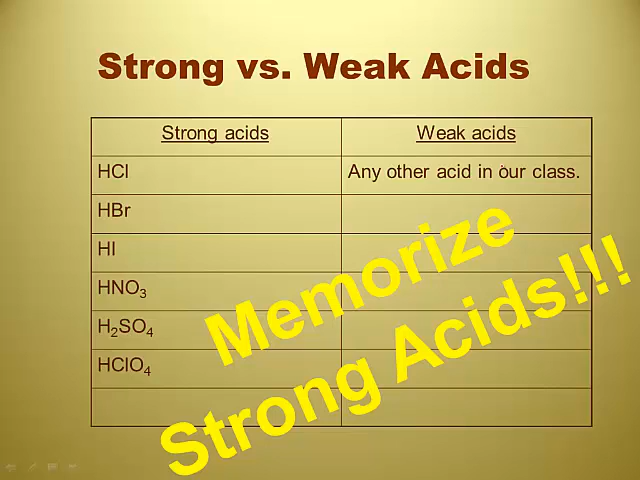 Strong vs. Weak Acids
Strong acids Weak acids
HCl Any other acid in our class.
HBr
HI
HNO₃
H₂SO₄
HClO₄
Memorize
Strong Acids!!!